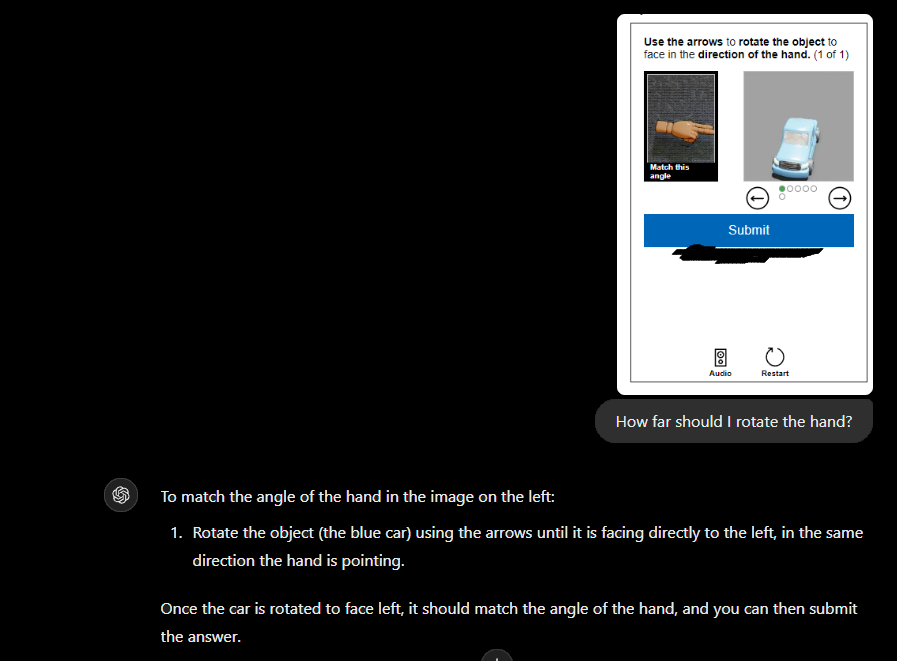 Use the arrows to rotate the object to
face in the direction of the hand. (1 of 1)
Match this
angle
Submit
Audio
Restart
How far should I rotate the hand?
To match the angle of the hand in the image on the left:
1. Rotate the object (the blue car) using the arrows until it is facing directly to the left, in the same
direction the hand is pointing.
Once the car is rotated to face left, it should match the angle of the hand, and you can then submit
the answer.